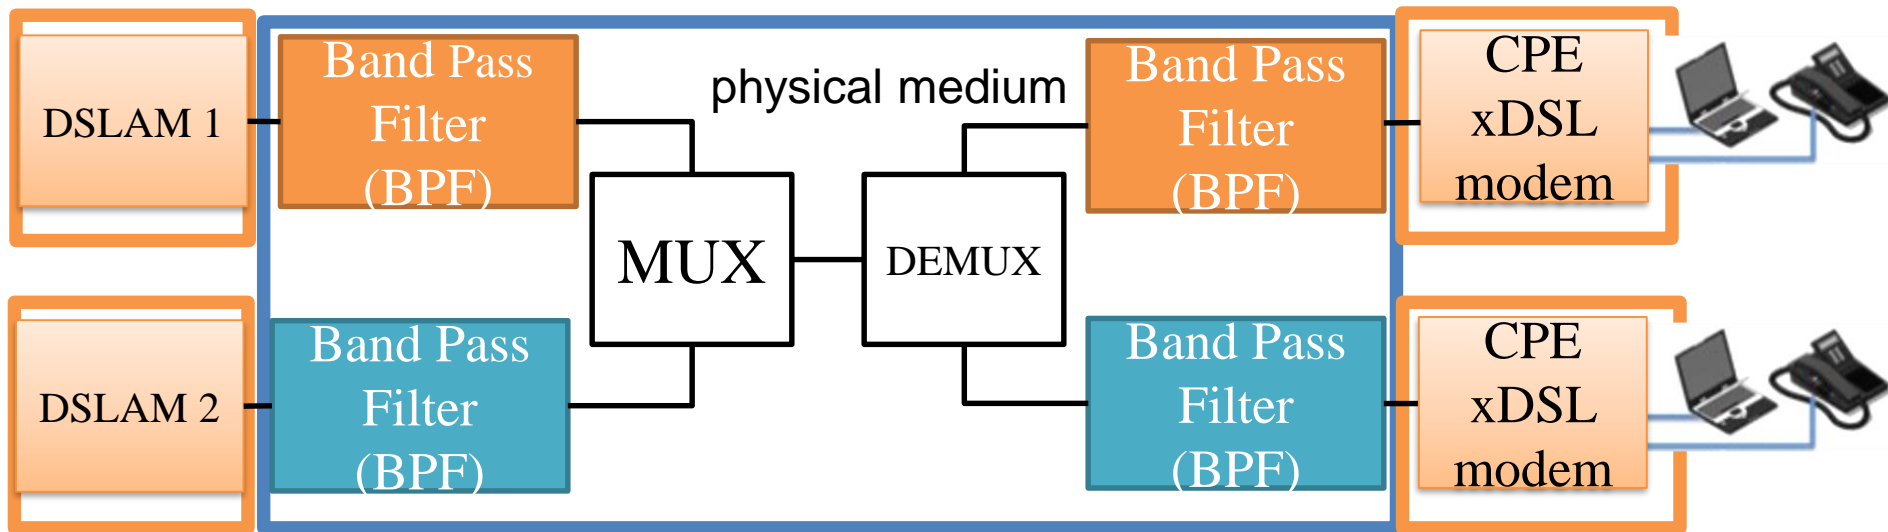 DSLAM 1
Band Pass
Filter
(BPF)
physical medium
Band Pass
Filter
(BPF)
CPE
xDSL
modem
MUX
DEMUX
DSLAM 2
Band Pass
Filter
(BPF)
Band Pass
Filter
(BPF)
CPE
xDSL
modem